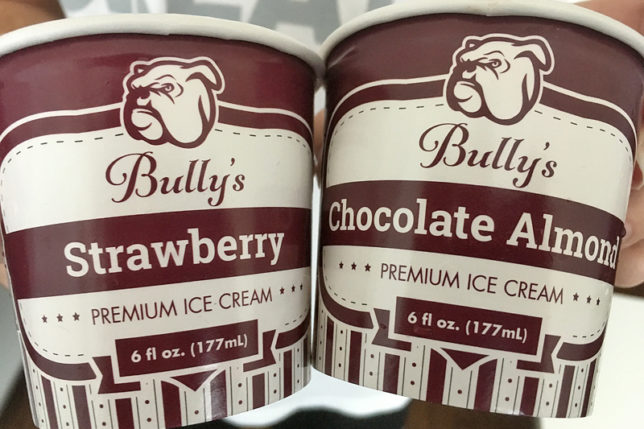 Bully's
Strawberry
PREMIUM ICE CREAM
6 fl oz. (177mL)
Bully's
Chocolate Almond
PREMIUM ICE CREAM
6 fl oz. (177mL)